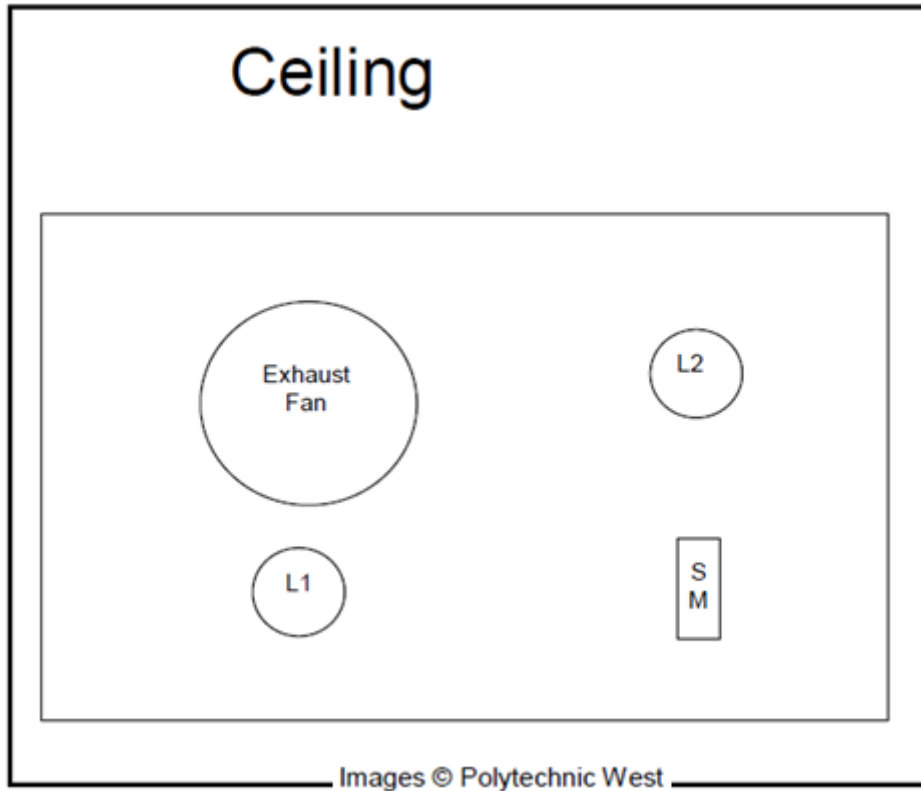 Ceiling
Exhaust
Fan
L2
L1
S
M
Images © Polytechnic West